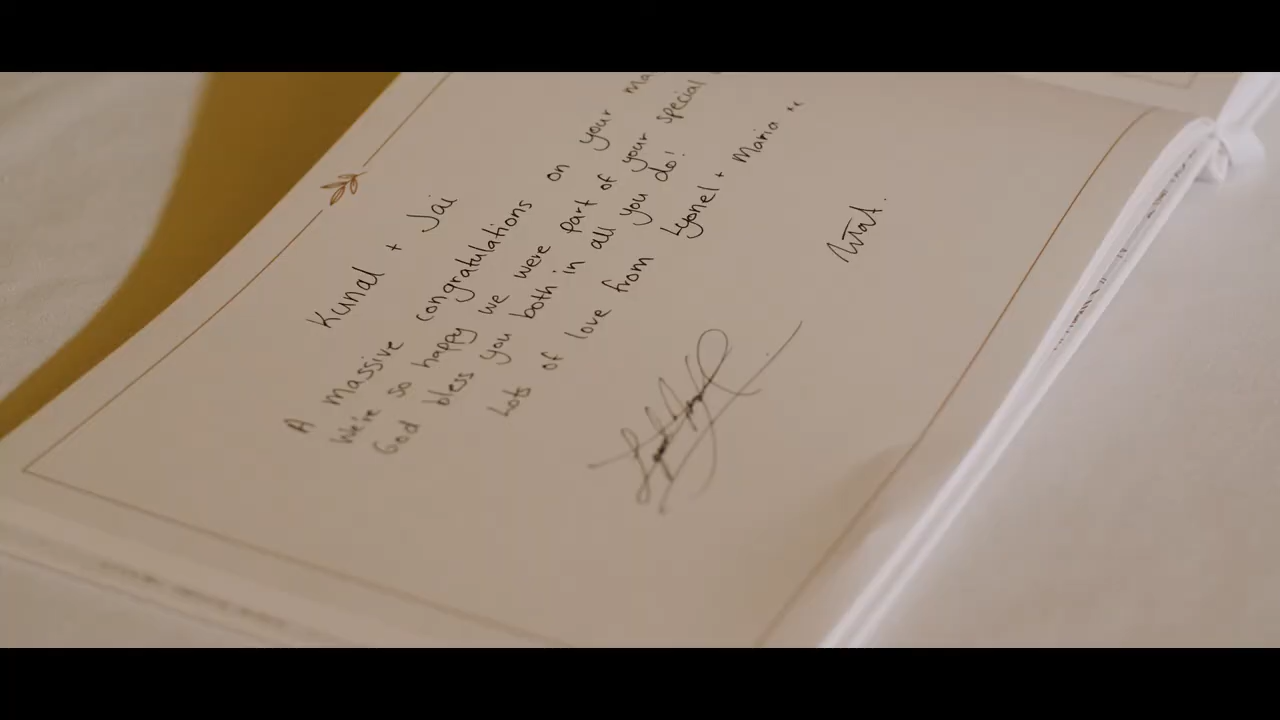 Kunal + Jai
A massive congratulations on your
We're so happy we were part of your special
God bless you both in all you do!
Lots of love from Lyonel + Maria xx